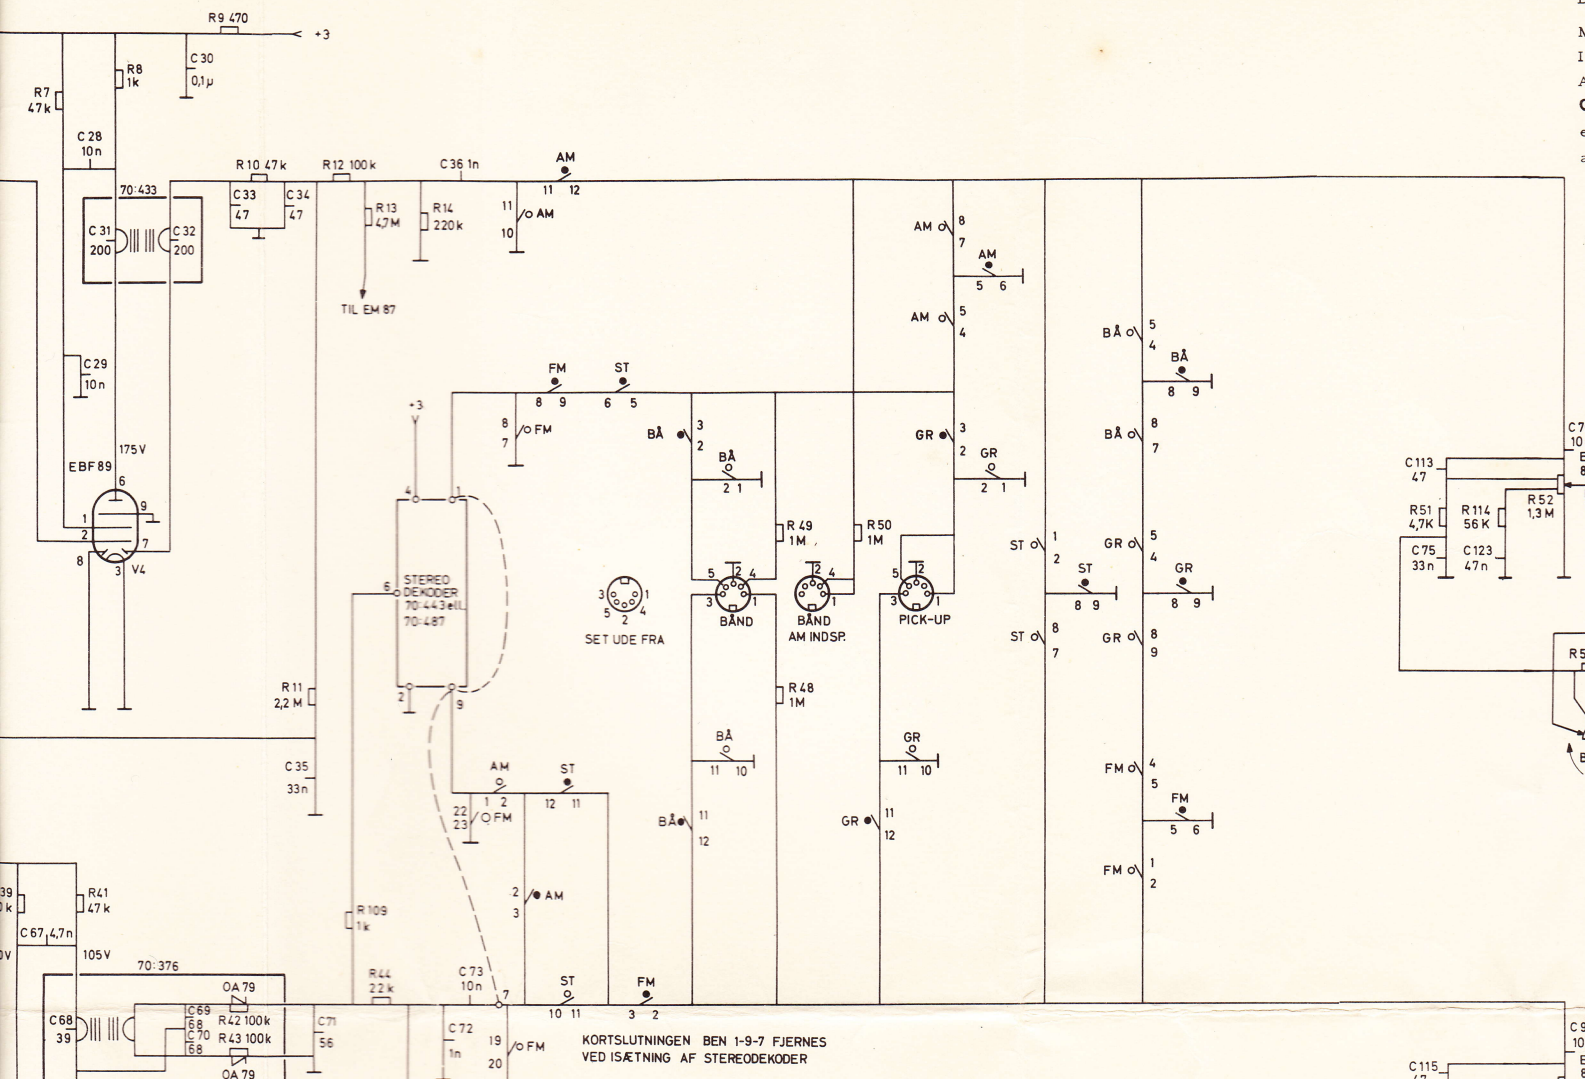 R9 470
+3
R8
1k
C30
0,1µ
R7
47k
C28
10n
70:433
C31
200
C32
200
R10 47k
R12 100k
C36 1n
AM
11 12
C33
47
C34
47
R13
4,7M
R14
220k
11
10
AM
TIL EM 87
C29
10n
175V
EBF89
6
9
1
2
7
8
3
V4
AM
8
7
AM
5 6
AM
5
4
FM
8 9
ST
6 5
8
7
FM
+3
4
1
6
STEREO
DEKODER
70:443 ell.
70:487
2
9
BÅ
3
2
BÅ
2 1
GR
3
2
GR
2 1
R49
1M
R50
1M
3
1
5
4
2
SET UDE FRA
5
2
4
3
1
BÅND
2
4
1
BÅND
AM INDSP.
5
2
3
1
PICK-UP
BÅ
5
4
BÅ
8 9
BÅ
8
7
ST
1
2
ST
8 9
ST
8
7
GR
5
4
GR
8 9
GR
8
9
C113
47
R51
4,7K
R114
56K
R52
1,3M
C75
33n
C123
47n
R11
2,2 M
R48
1M
C35
33n
AM
1 2
ST
12 11
22
23
FM
BÅ
11 10
BÅ
11
12
GR
11 10
GR
11
12
FM
4
5
FM
5 6
FM
1
2
2
3
AM
R41
47k
C67 4,7n
105V
R109
1k
70:376
OA79
C68
39
C69
68
C70
68
R42 100k
R43 100k
OA79
C71
56
R44
22k
C73
10n
7
C72
1n
19
20
FM
ST
10 11
FM
3 2
KORTSLUTNINGEN BEN 1-9-7 FJERNES
VED ISÆTNING AF STEREODEKODER
C115